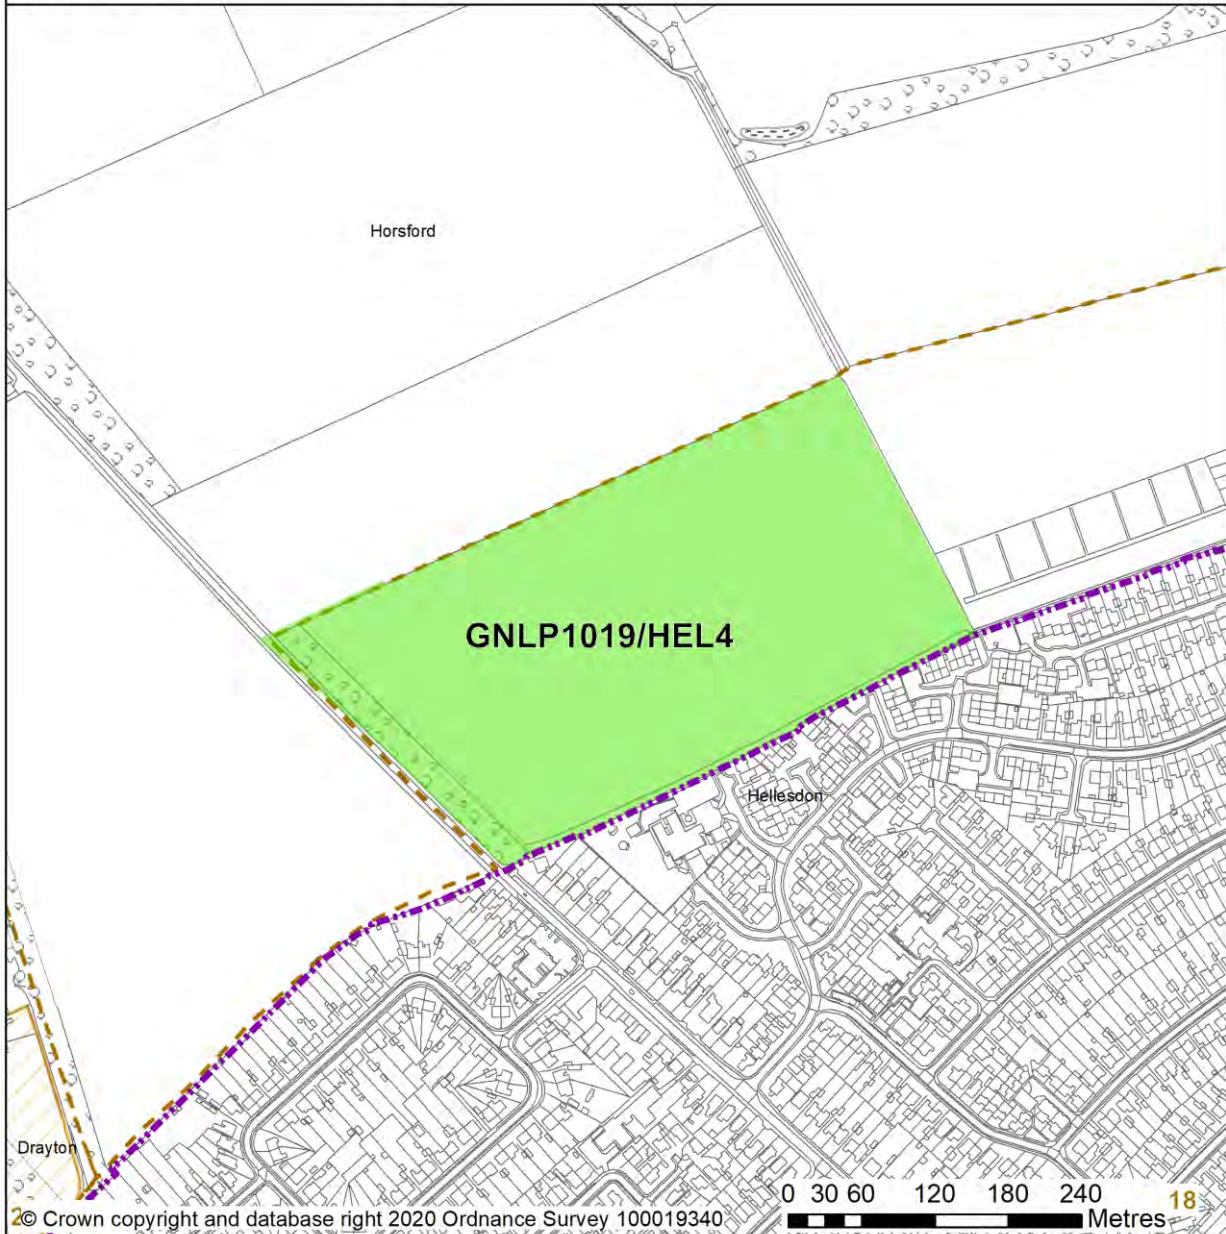 Horsford
GNLP1019/HEL4
Hellesdon
Drayton
0 30 60 120 180 240
Metres
18
2
© Crown copyright and database right 2020 Ordnance Survey 100019340